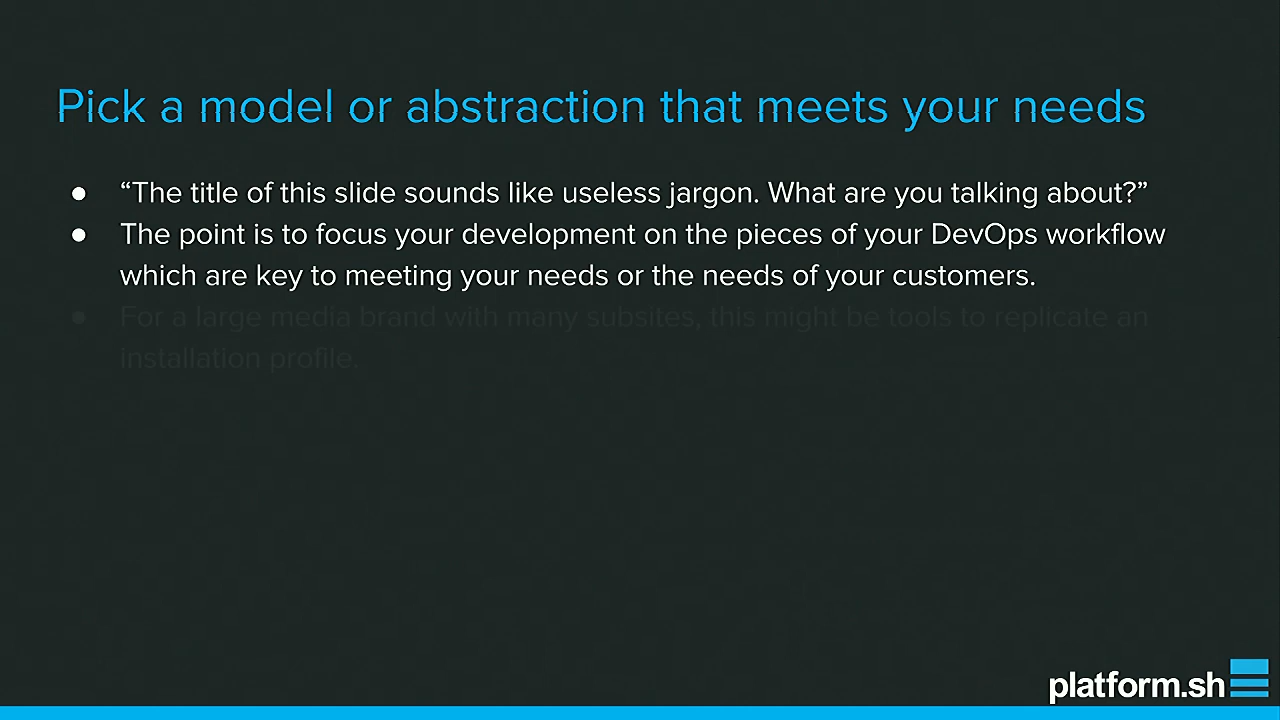 Pick a model or abstraction that meets your needs
● “The title of this slide sounds like useless jargon. What are you talking about?”
● The point is to focus your development on the pieces of your DevOps workflow
which are key to meeting your needs or the needs of your customers.
● For a large media brand with many subsites, this might be tools to replicate an
installation profile.
platform.sh